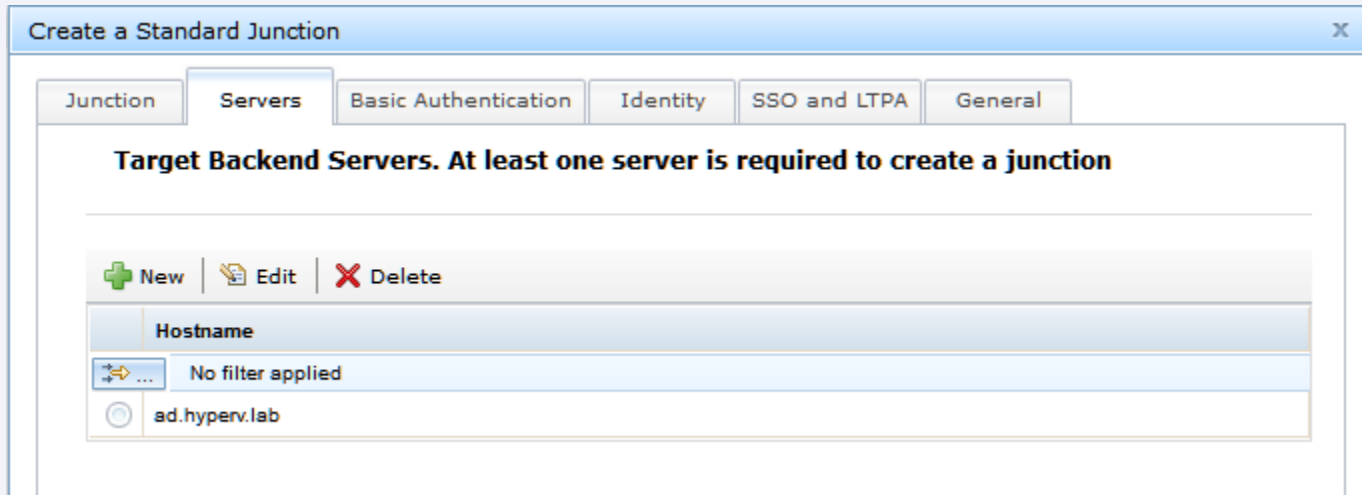 Create a Standard Junction x
Junction Servers Basic Authentication Identity SSO and LTPA General
Target Backend Servers. At least one server is required to create a junction
New Edit Delete
Hostname
... No filter applied
ad.hyperv.lab